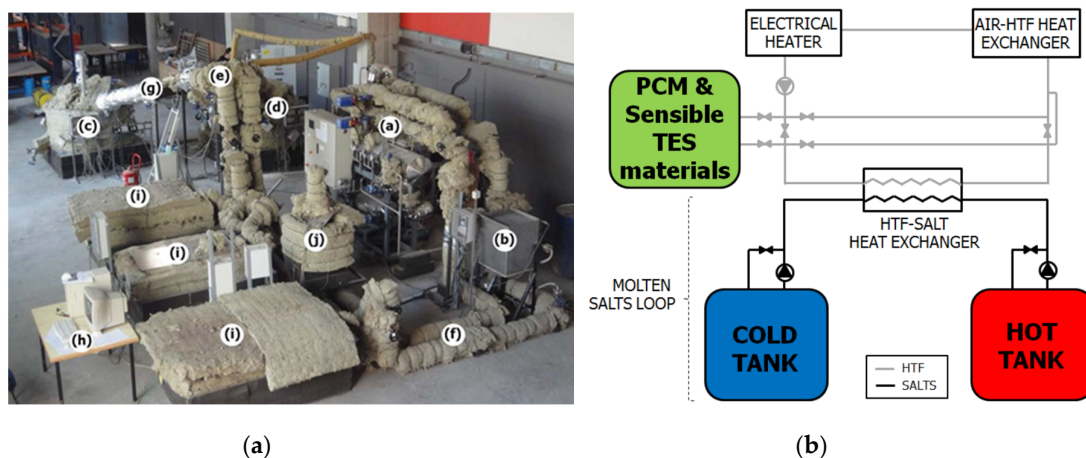 (e)
(g)
(d)
(c)
(a)
(i)
(j)
(b)
(i)
(i)
(f)
(h)
(a)
ELECTRICAL
HEATER
AIR-HTF HEAT
EXCHANGER
PCM &
Sensible
TES
materials
HTF-SALT
HEAT EXCHANGER
MOLTEN
SALTS LOOP
COLD
TANK
HOT
TANK
HTF
SALTS
(b)